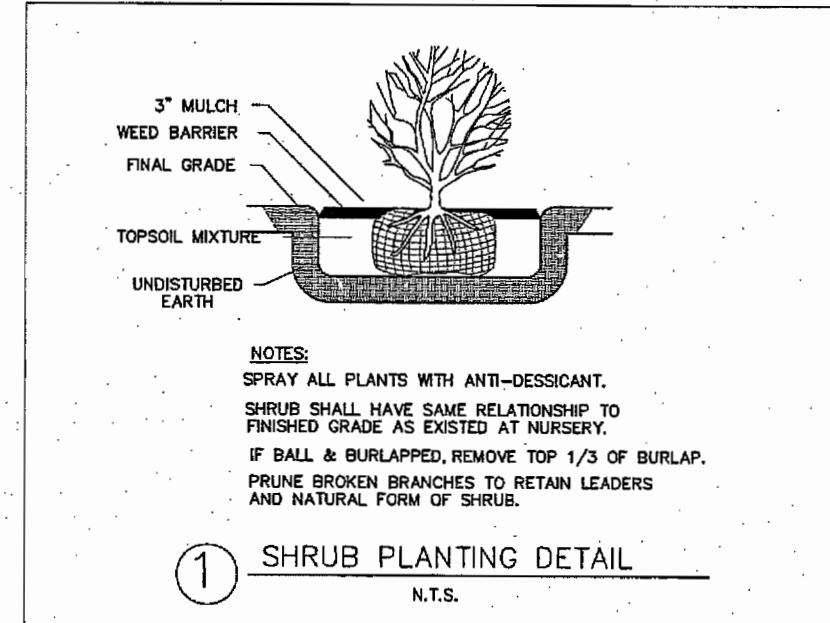 3" MULCH
WEED BARRIER
FINAL GRADE
TOPSOIL MIXTURE
UNDISTURBED
EARTH
NOTES:
SPRAY ALL PLANTS WITH ANTI-DESSICANT.
SHRUB SHALL HAVE SAME RELATIONSHIP TO
FINISHED GRADE AS EXISTED AT NURSERY.
IF BALL & BURLAPPED, REMOVE TOP 1/3 OF BURLAP.
PRUNE BROKEN BRANCHES TO RETAIN LEADERS
AND NATURAL FORM OF SHRUB.
1 SHRUB PLANTING DETAIL
N.T.S.